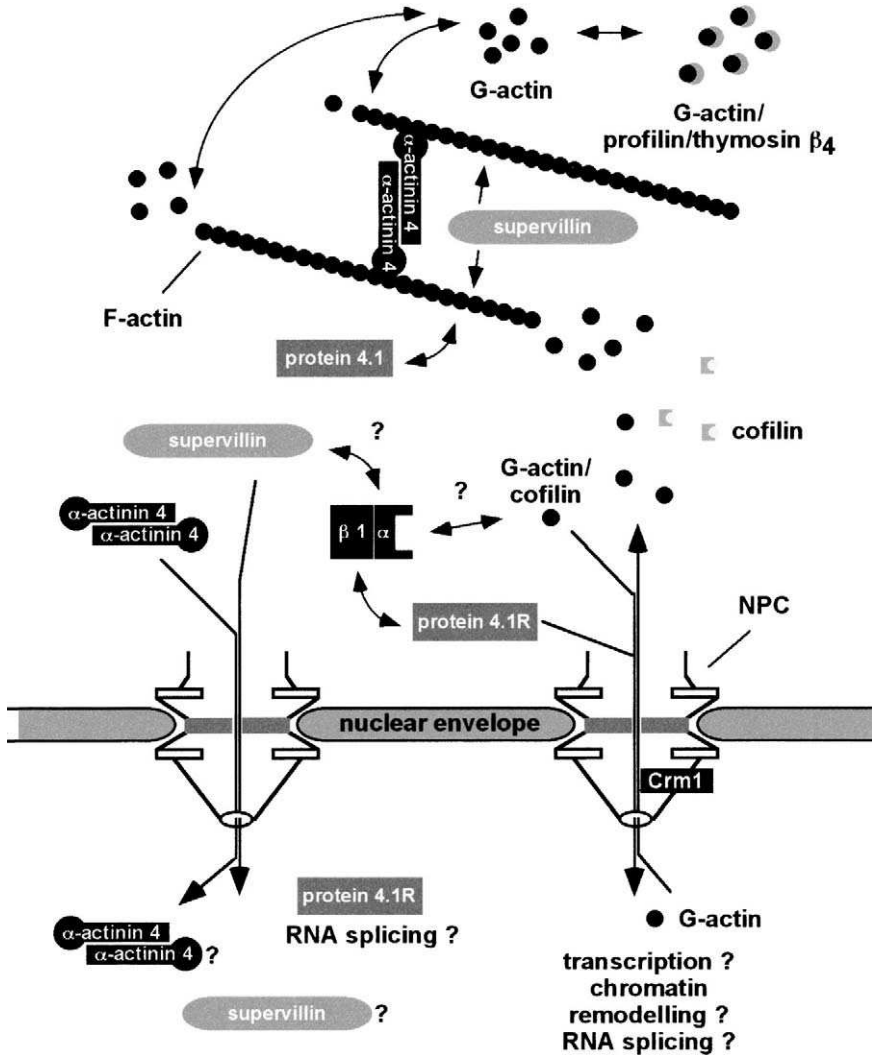 G-actin
G-actin/
profilin/thymosin β4
α-actinin 4
α-actinin 4
supervillin
F-actin
protein 4.1
supervillin
?
cofilin
G-actin/
cofilin
?
α-actinin 4
α-actinin 4
β 1 α
protein 4.1R
NPC
nuclear envelope
Crm1
protein 4.1R
RNA splicing ?
α-actinin 4
α-actinin 4 ?
G-actin
supervillin ?
transcription ?
chromatin
remodelling ?
RNA splicing ?